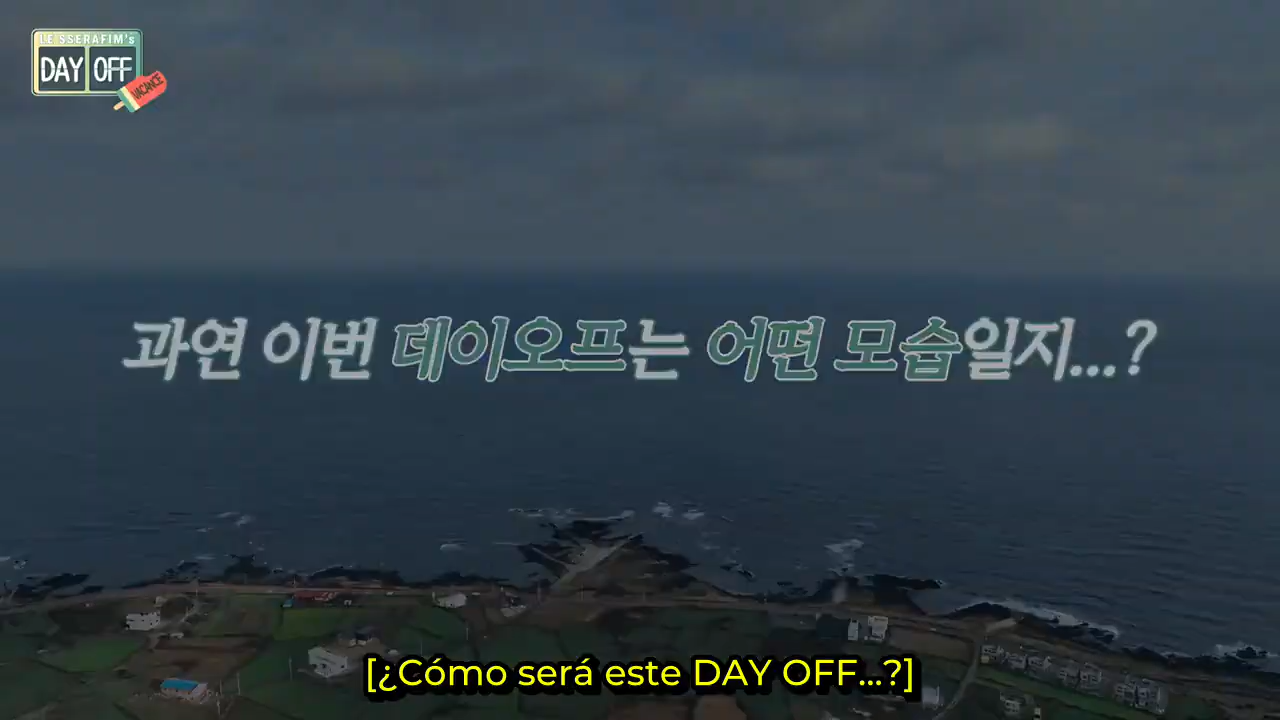 LE SSERAFIM's
DAY OFF
VACANCE
과연 이번 데이오프는 어떤 모습일지...?
[¿Cómo será este DAY OFF...?]